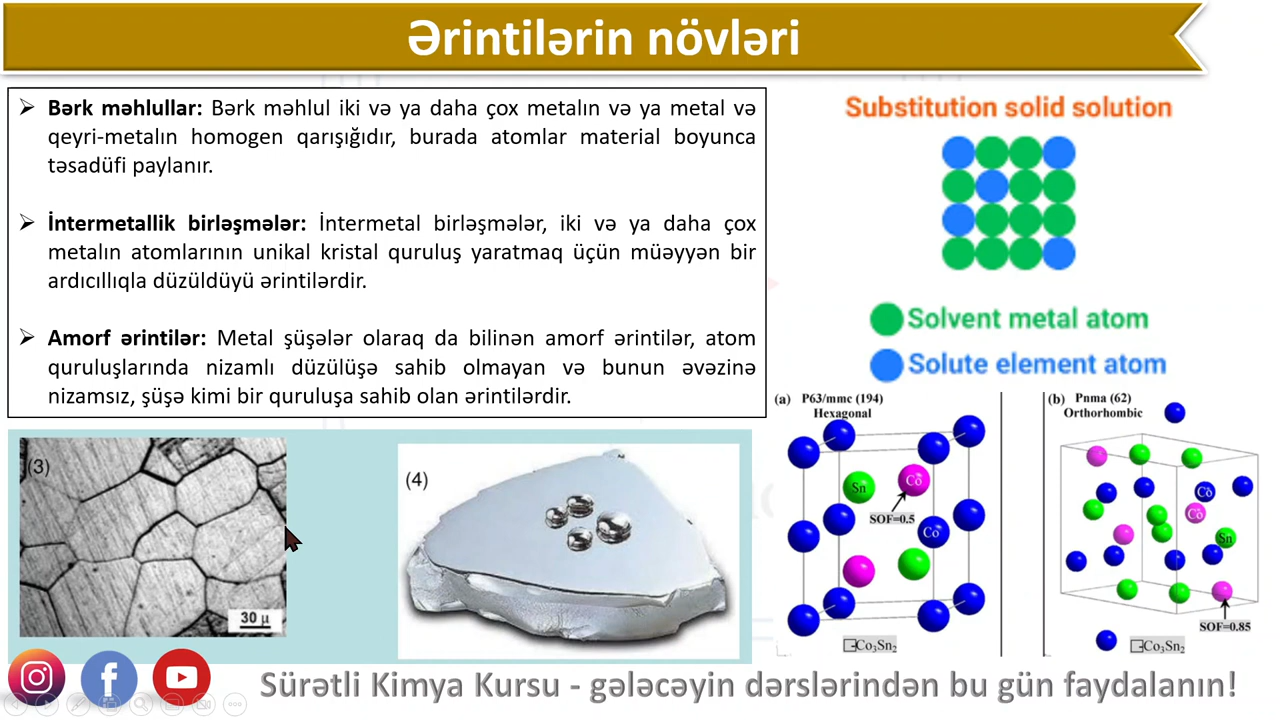 Ərintilərin növləri
Bərk məhlullar: Bərk məhlul iki və ya daha çox metalın və ya metal və
qeyri-metalın homogen qarışığıdır, burada atomlar material boyunca
təsadüfi paylanır.
İntermetallik birləşmələr: İntermetal birləşmələr, iki və ya daha çox
metalın atomlarının unikal kristal quruluş yaratmaq üçün müəyyən bir
ardıcıllıqla düzüldüyü ərintilərdir.
Amorf ərintilər: Metal şüşələr olaraq da bilinən amorf ərintilər, atom
quruluşlarında nizamlı düzülüşə sahib olmayan və bunun əvəzinə
nizamsız, şüşə kimi bir quruluşa sahib olan ərintilərdir.
Substitution solid solution
Solvent metal atom
Solute element atom
(3)
30 µ
(4)
(a) P63/mmc (194)
Hexagonal
Sn
Co
SOF=0.5
Co
Co3Sn2
(b) Pnma (62)
Orthorhombic
Co
Co
Sn
SOF=0.85
Co3Sn2
Sürətli Kimya Kursu - gələcəyin dərslərindən bu gün faydalanın!